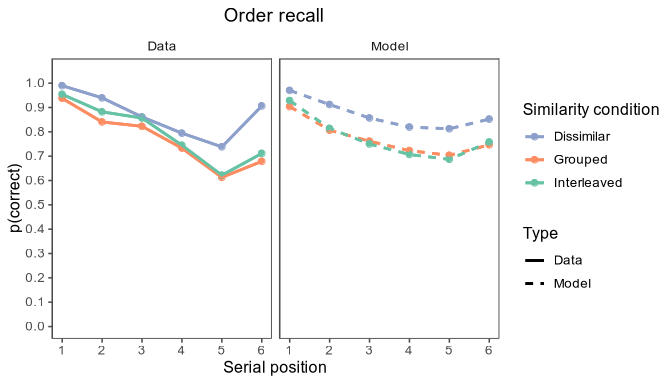 Order recall
Data
Model
p(correct)
1.0
0.9
0.8
0.7
0.6
0.5
0.4
0.3
0.2
0.1
0.0
1 2 3 4 5 6
1 2 3 4 5 6
Serial position
Similarity condition
Dissimilar
Grouped
Interleaved
Type
Data
Model